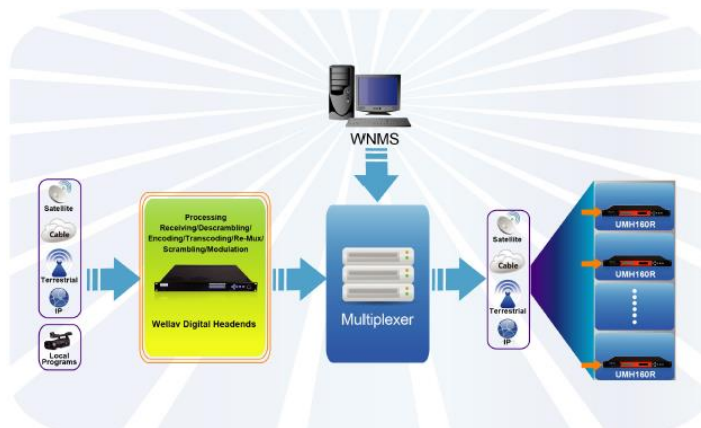 WNMS
Satellite
Cable
Terrestrial
IP
Local
Programs
Processing
Receiving/Descrambling/
Encoding/Transcoding/Re-Mux/
Scrambling/Modulation
Wellav Digital Headends
Multiplexer
Satellite
Cable
Terrestrial
IP
UMH160R
UMH160R
UMH160R